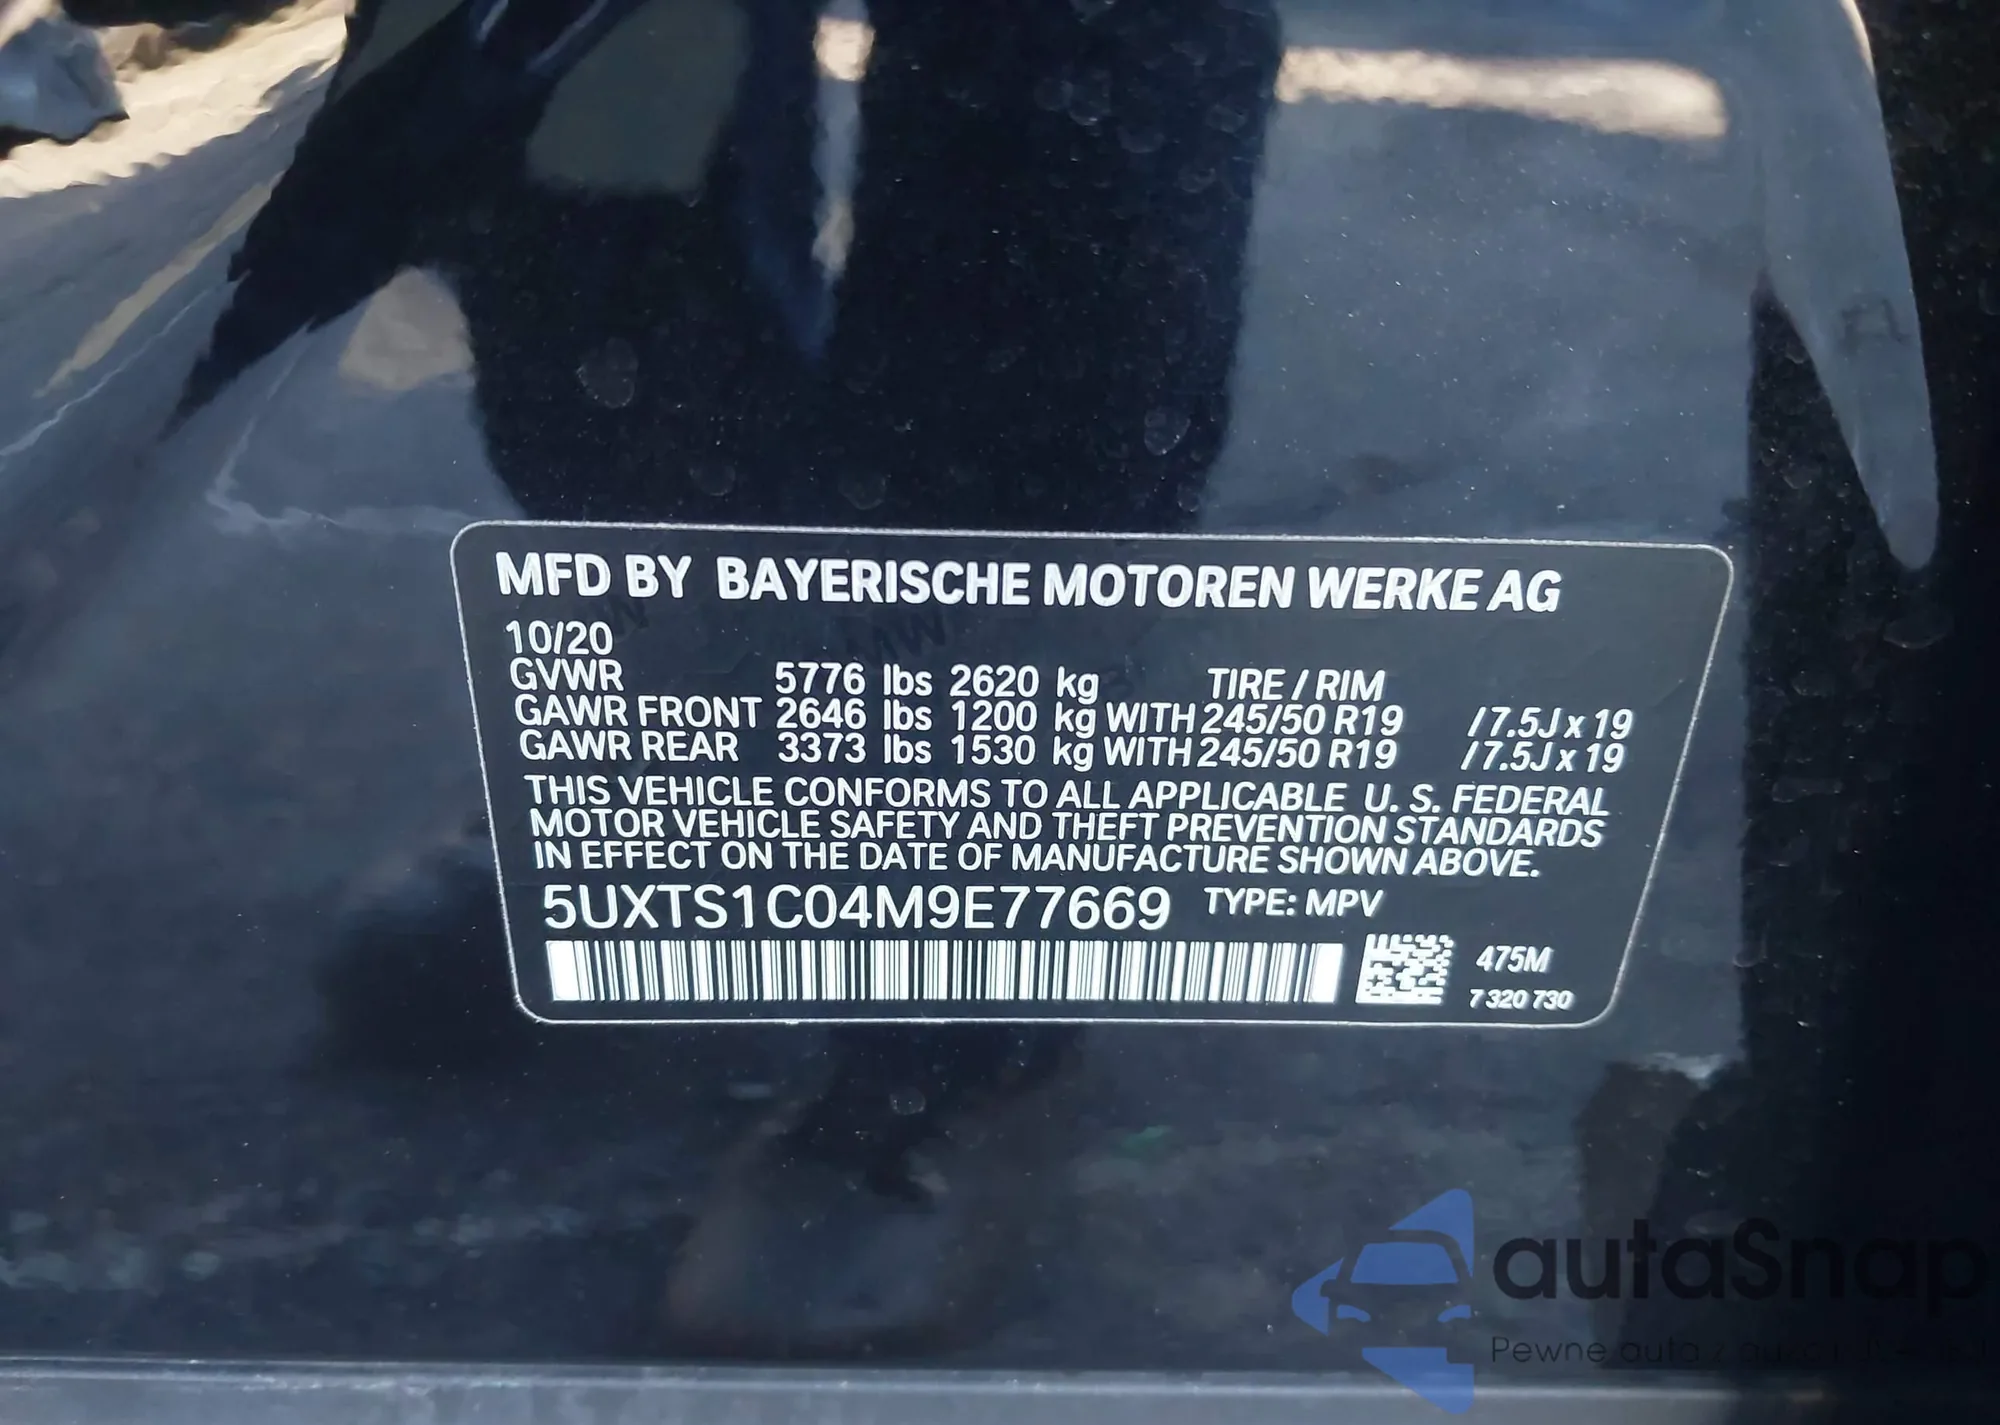 MFD BY BAYERISCHE MOTOREN WERKE AG
10/20
GVWR 5776 lbs 2620 kg TIRE / RIM
GAWR FRONT 2646 lbs 1200 kg WITH 245/50 R19 / 7.5J x 19
GAWR REAR 3373 lbs 1530 kg WITH 245/50 R19 / 7.5J x 19
THIS VEHICLE CONFORMS TO ALL APPLICABLE U. S. FEDERAL
MOTOR VEHICLE SAFETY AND THEFT PREVENTION STANDARDS
IN EFFECT ON THE DATE OF MANUFACTURE SHOWN ABOVE.
5UXTS1C04M9E77669 TYPE: MPV
475M
7 320 730
autaSnap
Pewne auta z